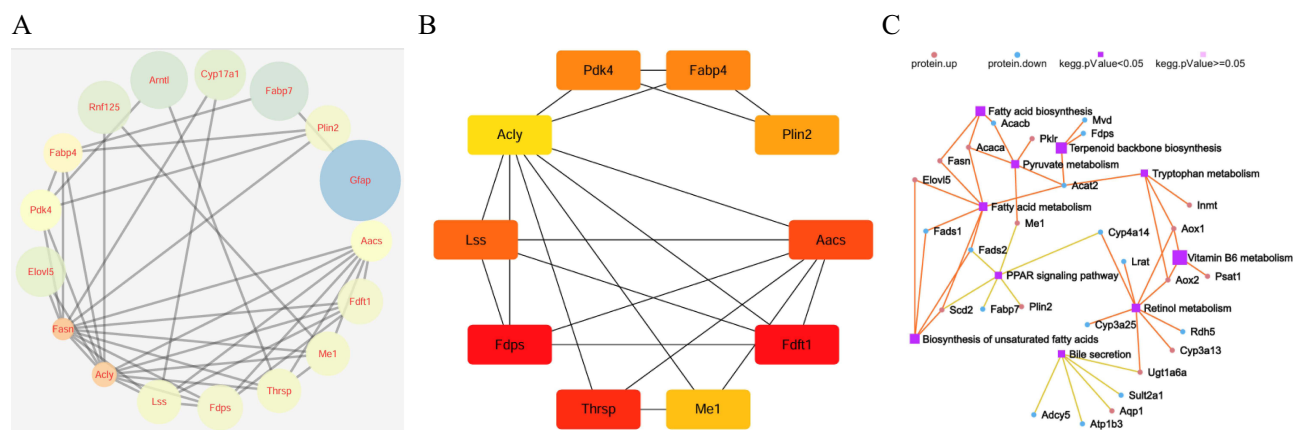 A
B
C
Arntl
Cyp17a1
Fabp7
Rnf125
Plin2
Fabp4
Gfap
Pdk4
Aacs
Elovl5
Fdft1
Fasn
Me1
Acly
Thrsp
Lss
Fdps
Pdk4
Fabp4
Acly
Plin2
Lss
Aacs
Fdps
Fdft1
Thrsp
Me1
protein.up
protein.down
kegg.pValue<0.05
kegg.pValue>=0.05
Fatty acid biosynthesis
Mvd
Acacb
Fdps
Pklr
Terpenoid backbone biosynthesis
Acaca
Fasn
Pyruvate metabolism
Tryptophan metabolism
Elovl5
Acat2
Inmt
Fatty acid metabolism
Me1
Aox1
Fads1
Cyp4a14
Fads2
Lrat
Vitamin B6 metabolism
PPAR signaling pathway
Psat1
Aox2
Scd2
Fabp7
Plin2
Retinol metabolism
Cyp3a25
Rdh5
Biosynthesis of unsaturated fatty acids
Cyp3a13
Bile secretion
Ugt1a6a
Sult2a1
Adcy5
Aqp1
Atp1b3